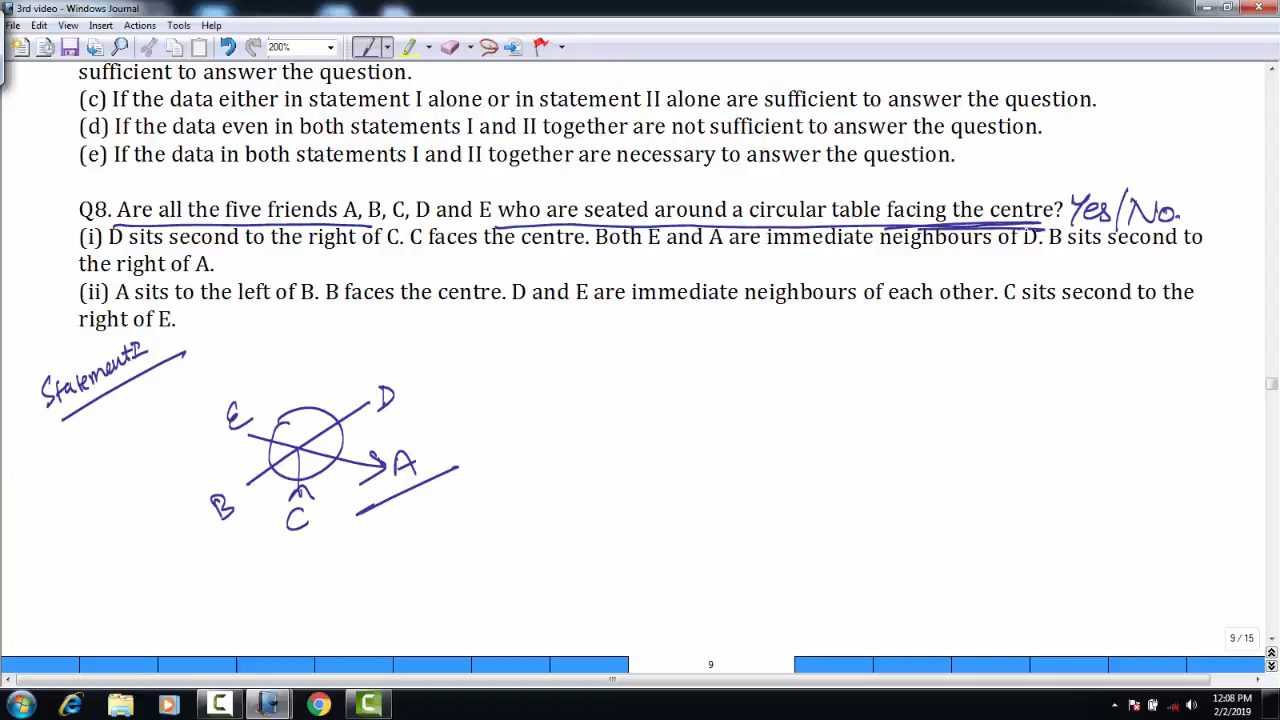 3rd video - Windows Journal
File Edit View Insert Actions Tools Help
200%
sufficient to answer the question.
(c) If the data either in statement I alone or in statement II alone are sufficient to answer the question.
(d) If the data even in both statements I and II together are not sufficient to answer the question.
(e) If the data in both statements I and II together are necessary to answer the question.
Q8. Are all the five friends A, B, C, D and E who are seated around a circular table facing the centre? Yes/No.
(i) D sits second to the right of C. C faces the centre. Both E and A are immediate neighbours of D. B sits second to
the right of A.
(ii) A sits to the left of B. B faces the centre. D and E are immediate neighbours of each other. C sits second to the
right of E.
Statement I
E D
A
B C
9 / 15
9
12:08 PM
2/2/2019